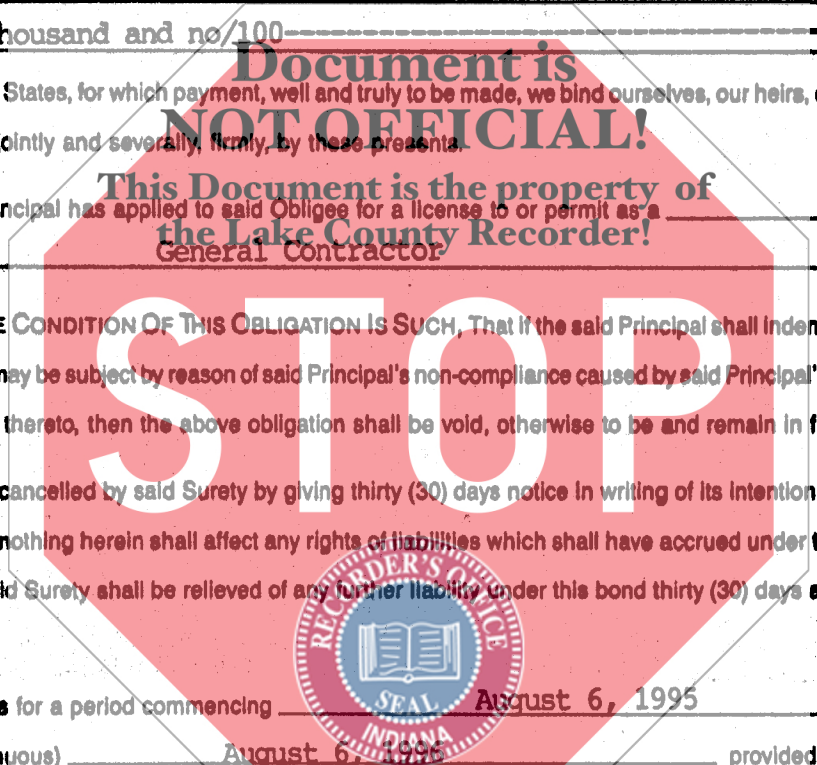 housand and no/100
Document is
States, for which payment, well and truly to be made, we bind ourselves, our heirs,
NOT OFFICIAL!
ointly and severally, firmly, by these presents.
This Document is the property of
ncipal has applied to said Obligee for a license to or permit as a
the Lake County Recorder!
General Contractor
E CONDITION OF THIS OBLIGATION IS SUCH, That if the said Principal shall inden
STOP
may be subject by reason of said Principal's non-compliance caused by said Principal'
thereto, then the above obligation shall be void, otherwise to be and remain in f
cancelled by said Surety by giving thirty (30) days notice in writing of its intention
nothing herein shall affect any rights or liabilities which shall have accrued under t
id Surety shall be relieved of any further liability under this bond thirty (30) days a
RECORDER'S OFFICE
SEAL
INDIANA
s for a period commencing August 6, 1995
uous) August 6, 1996 provided